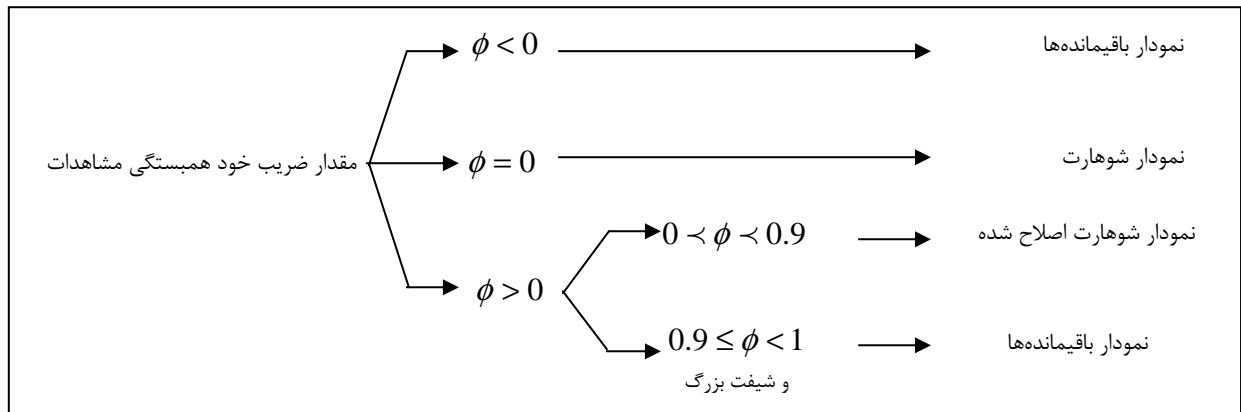 ϕ < 0
نمودار باقیمانده‌ها
مقدار ضریب خود همبستگی مشاهدات
ϕ = 0
نمودار شوهارت
ϕ > 0
0 ≺ ϕ ≺ 0.9
نمودار شوهارت اصلاح شده
0.9 ≤ ϕ < 1
و شیفت بزرگ
نمودار باقیمانده‌ها